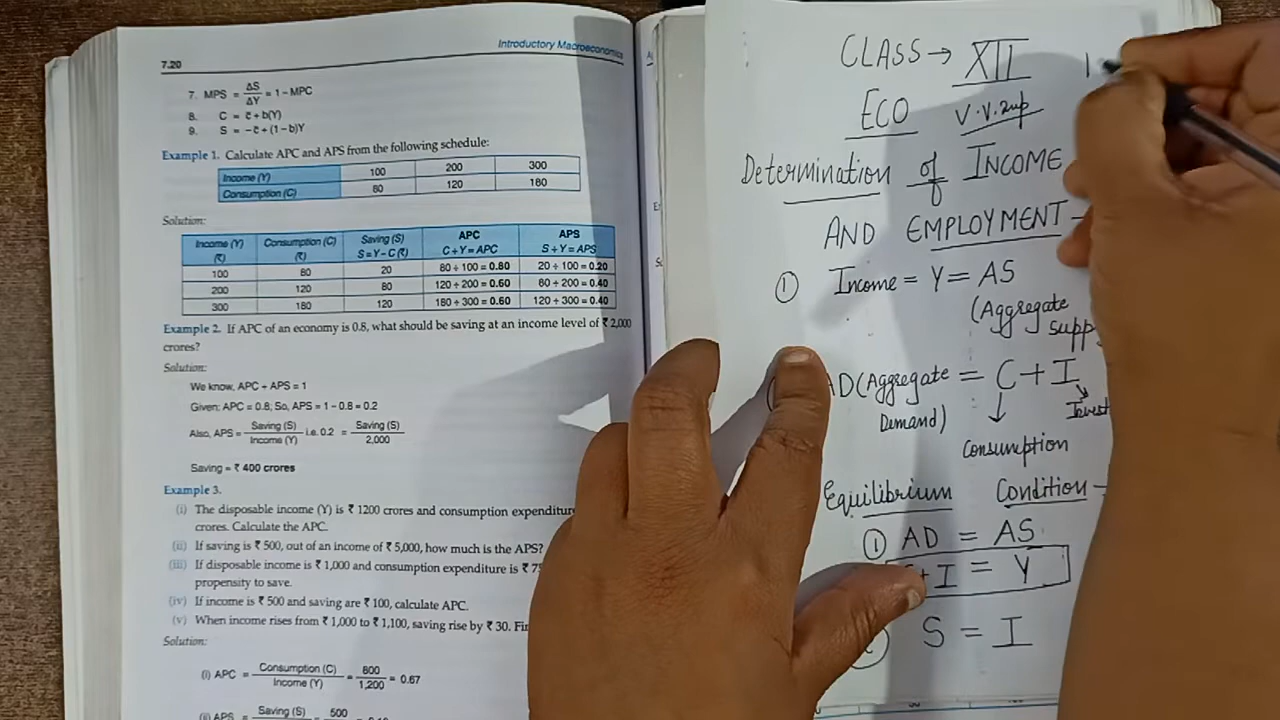 7.20
Introductory Macroeconomics
7. MPS = ΔS/ΔY = 1 – MPC
8. C = c̄ + b(Y)
9. S = –c̄ + (1 – b)Y
Example 1. Calculate APC and APS from the following schedule:
Income (Y) 100 200 300
Consumption (C) 80 120 180
Solution:
Income (Y) (₹) Consumption (C) (₹) Saving (S) S = Y – C (₹) APC C ÷ Y = APC APS S ÷ Y = APS
100 80 20 80 ÷ 100 = 0.80 20 ÷ 100 = 0.20
200 120 80 120 ÷ 200 = 0.60 80 ÷ 200 = 0.40
300 180 120 180 ÷ 300 = 0.60 120 ÷ 300 = 0.40
Example 2. If APC of an economy is 0.8, what should be saving at an income level of ₹ 2,000
crores?
Solution:
We know, APC + APS = 1
Given: APC = 0.8; So, APS = 1 – 0.8 = 0.2
Also, APS = Saving (S)/Income (Y) i.e. 0.2 = Saving (S)/2,000
Saving = ₹ 400 crores
Example 3.
(i) The disposable income (Y) is ₹ 1200 crores and consumption expenditure
crores. Calculate the APC.
(ii) If saving is ₹ 500, out of an income of ₹ 5,000, how much is the APS?
(iii) If disposable income is ₹ 1,000 and consumption expenditure is ₹ 75
propensity to save.
(iv) If income is ₹ 500 and saving are ₹ 100, calculate APC.
(v) When income rises from ₹ 1,000 to ₹ 1,100, saving rise by ₹ 30.
Solution:
(i) APC = Consumption (C)/Income (Y) = 800/1,200 = 0.67
(ii) APS = Saving (S) = 500
CLASS → XII
ECO V.V.Imp
Determination of INCOME
AND EMPLOYMENT –
① Income = Y = AS
(Aggregate
supp
AD (Aggregate Demand) = C + I
Invest
Consumption
Equilibrium Condition –
① AD = AS
+ I = Y
S = I